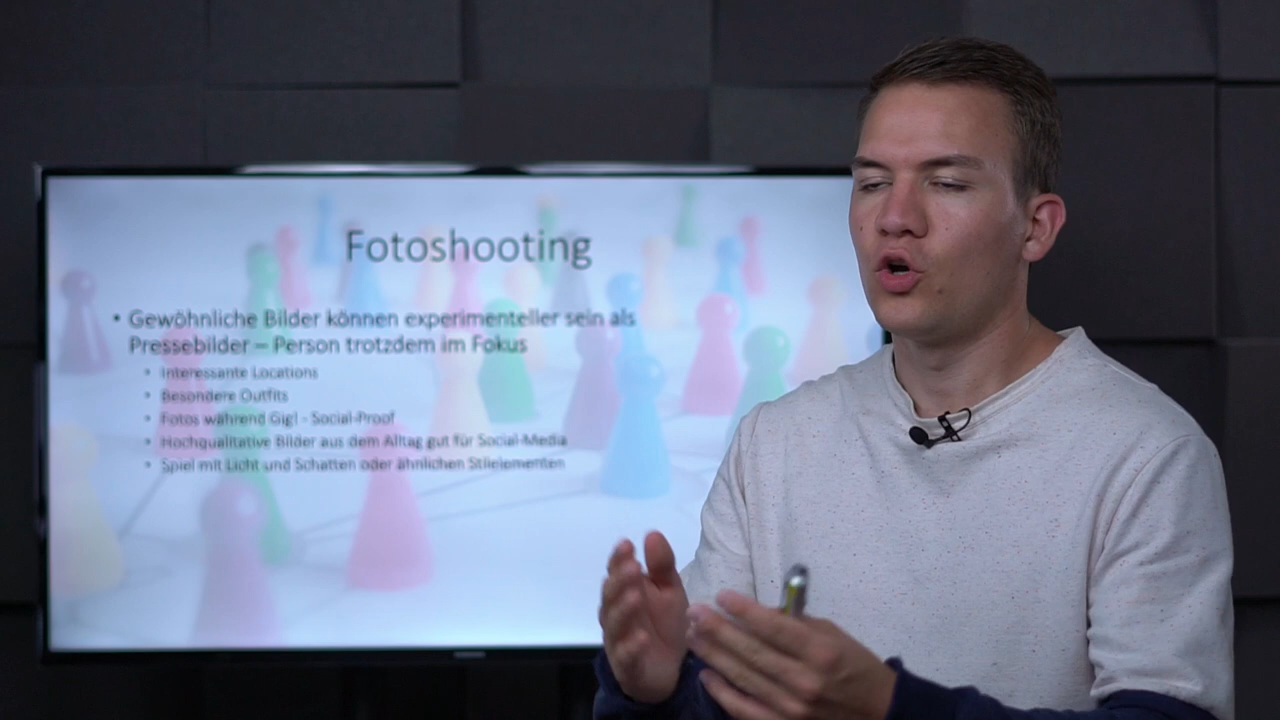 Fotoshooting
• Gewöhnliche Bilder können experimenteller sein als
Pressebilder – Person trotzdem im Fokus
• Interessante Locations
• Besondere Outfits
• Fotos während Gig! - Social-Proof
• Hochqualitative Bilder aus dem Alltag gut für Social-Media
• Spiel mit Licht und Schatten oder ähnlichen Stilelementen